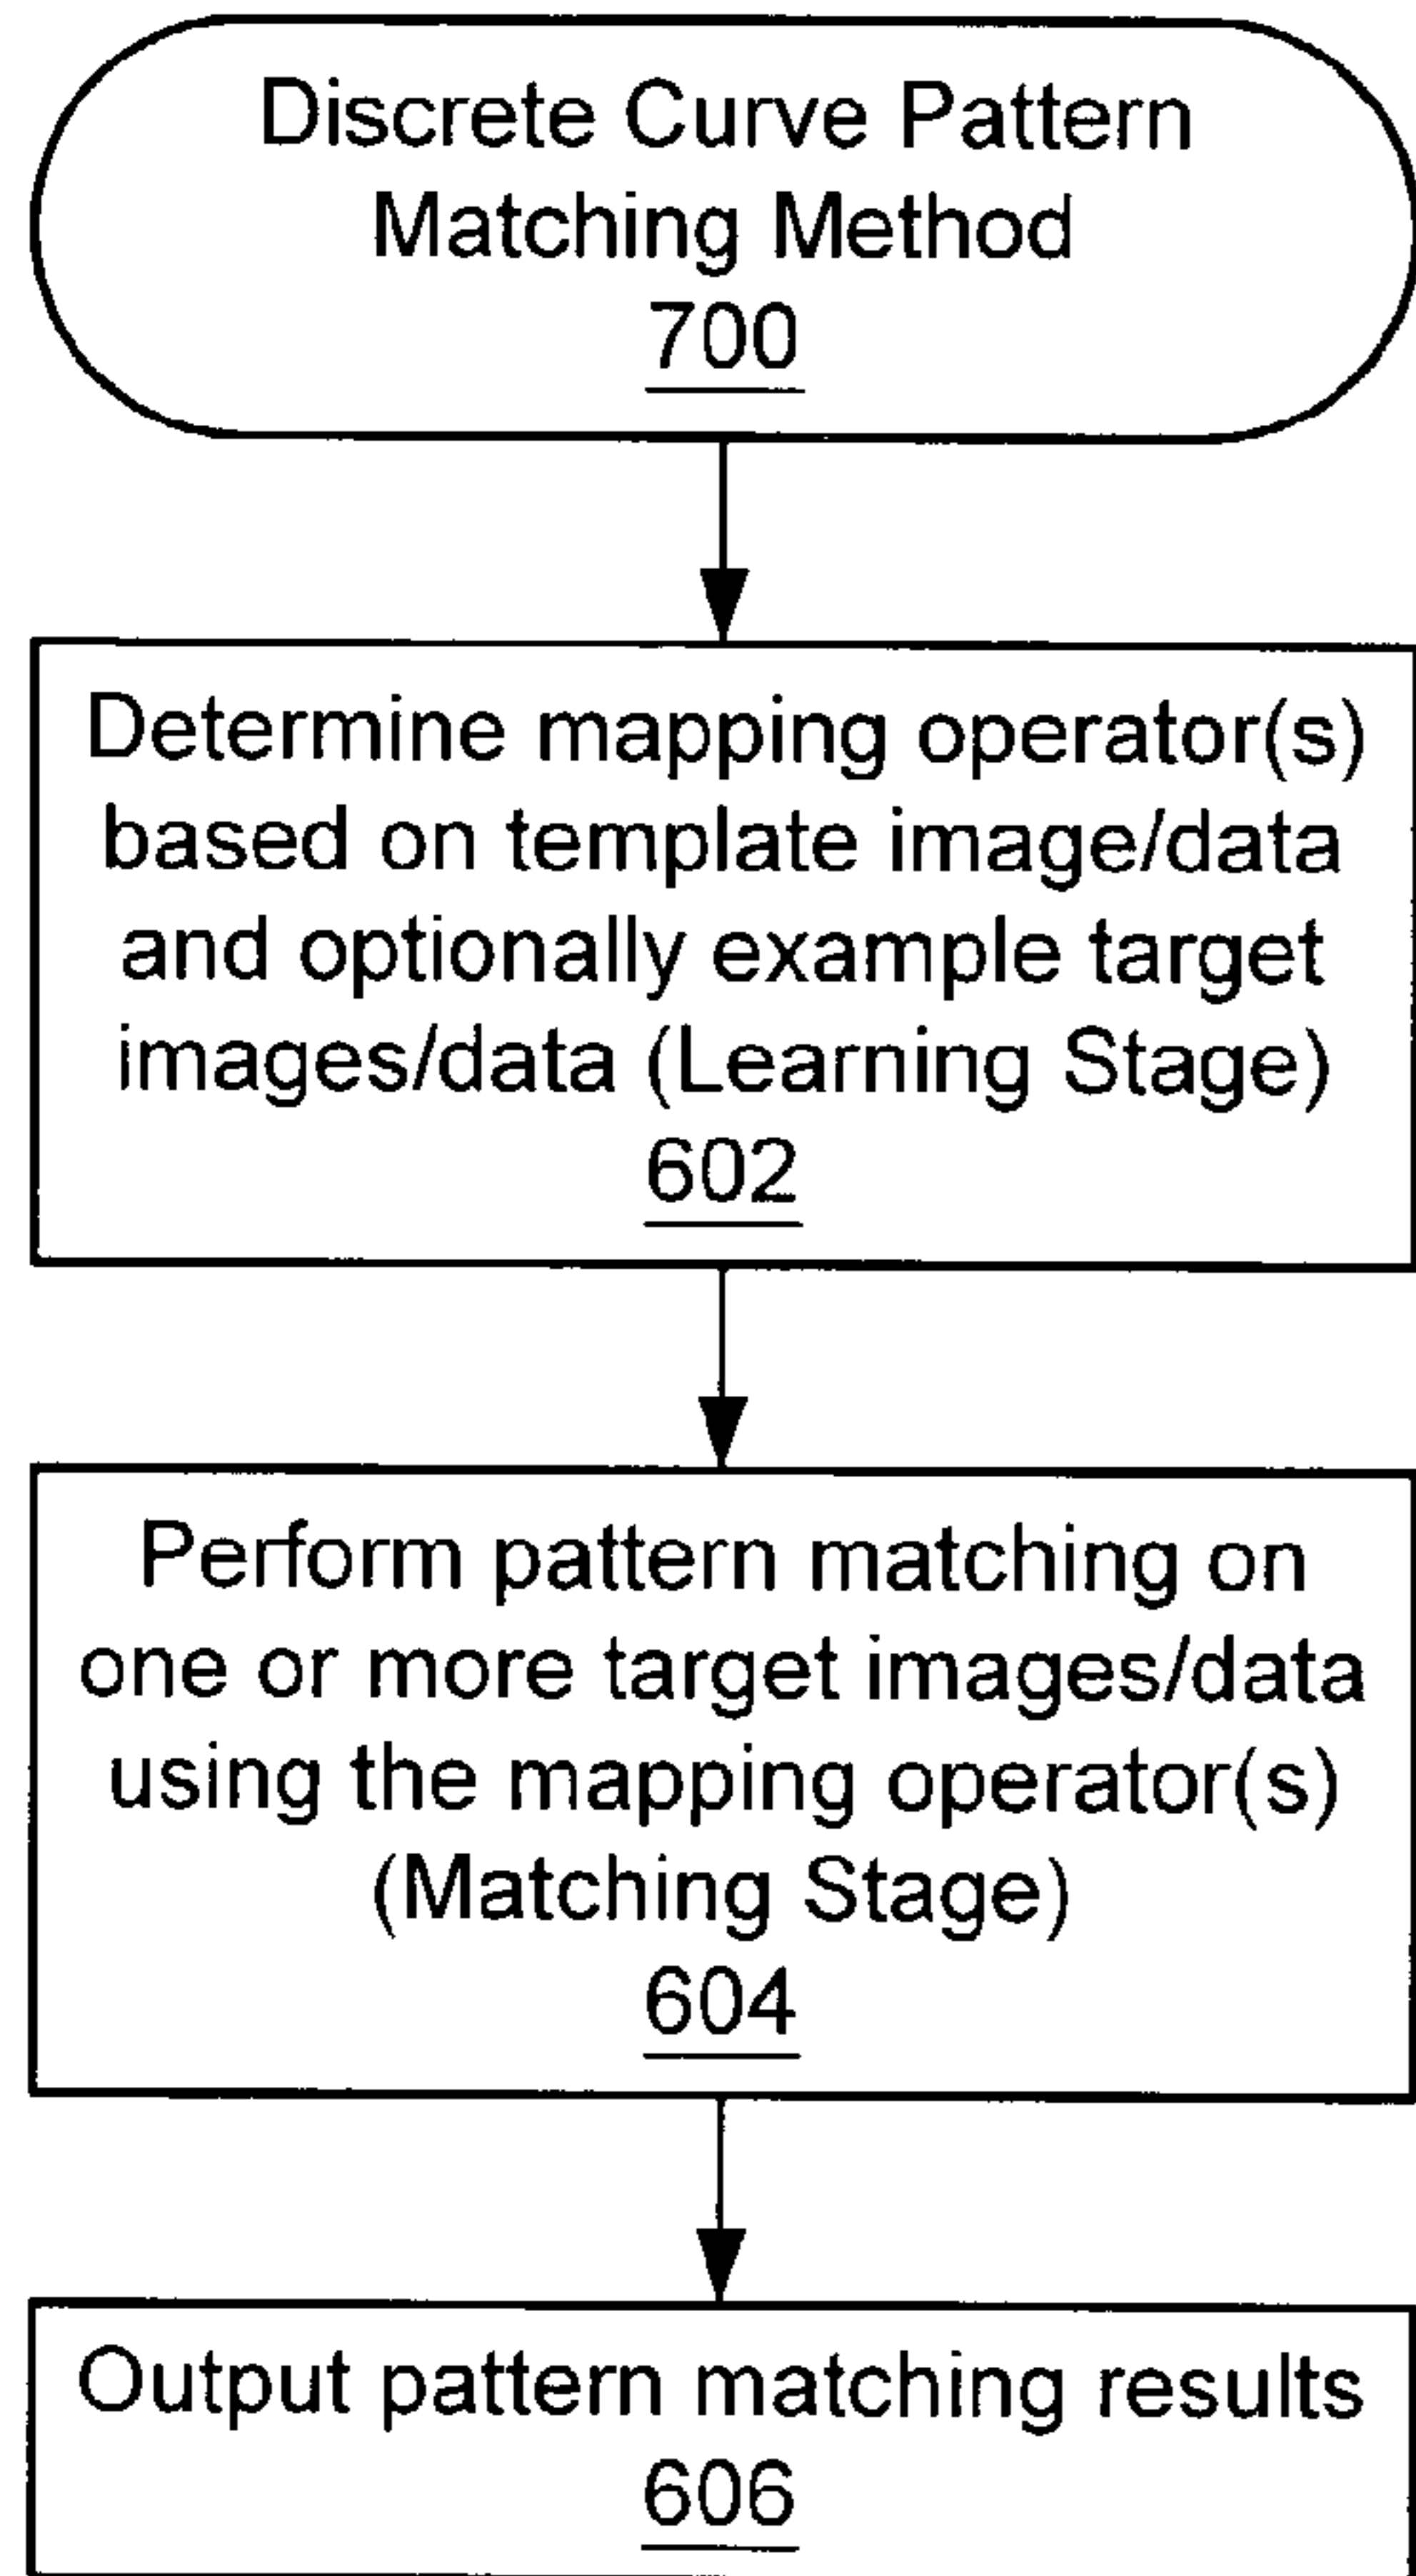 Discrete Curve Pattern
Matching Method
700
Determine mapping operator(s)
based on template image/data
and optionally example target
images/data (Learning Stage)
602
Perform pattern matching on
one or more target images/data
using the mapping operator(s)
(Matching Stage)
604
Output pattern matching results
606